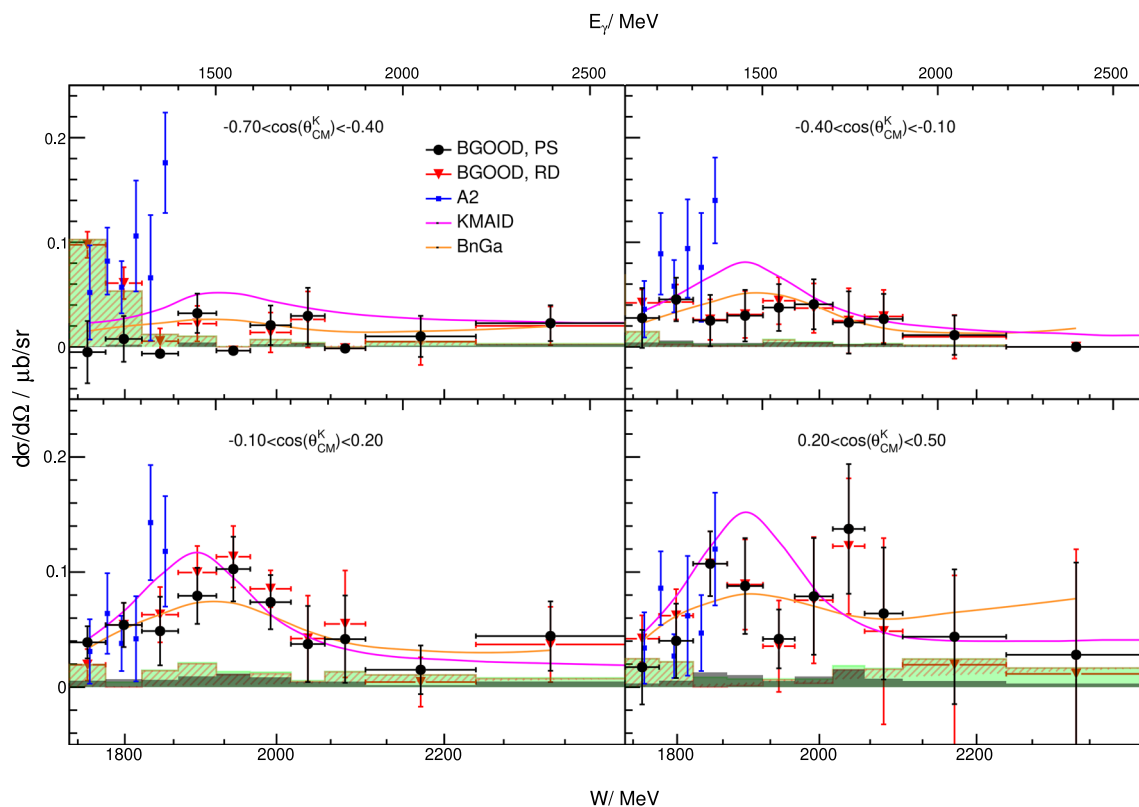 Eγ/ MeV
1500 2000 2500 1500 2000 2500
-0.70<cos(θ^K_CM)<-0.40 -0.40<cos(θ^K_CM)<-0.10
0.2
BGOOD, PS
BGOOD, RD
A2
KMAID
BnGa
0.1
0
dσ/dΩ / μb/sr
-0.10<cos(θ^K_CM)<0.20 0.20<cos(θ^K_CM)<0.50
0.2
0.1
0
1800 2000 2200 1800 2000 2200
W/ MeV